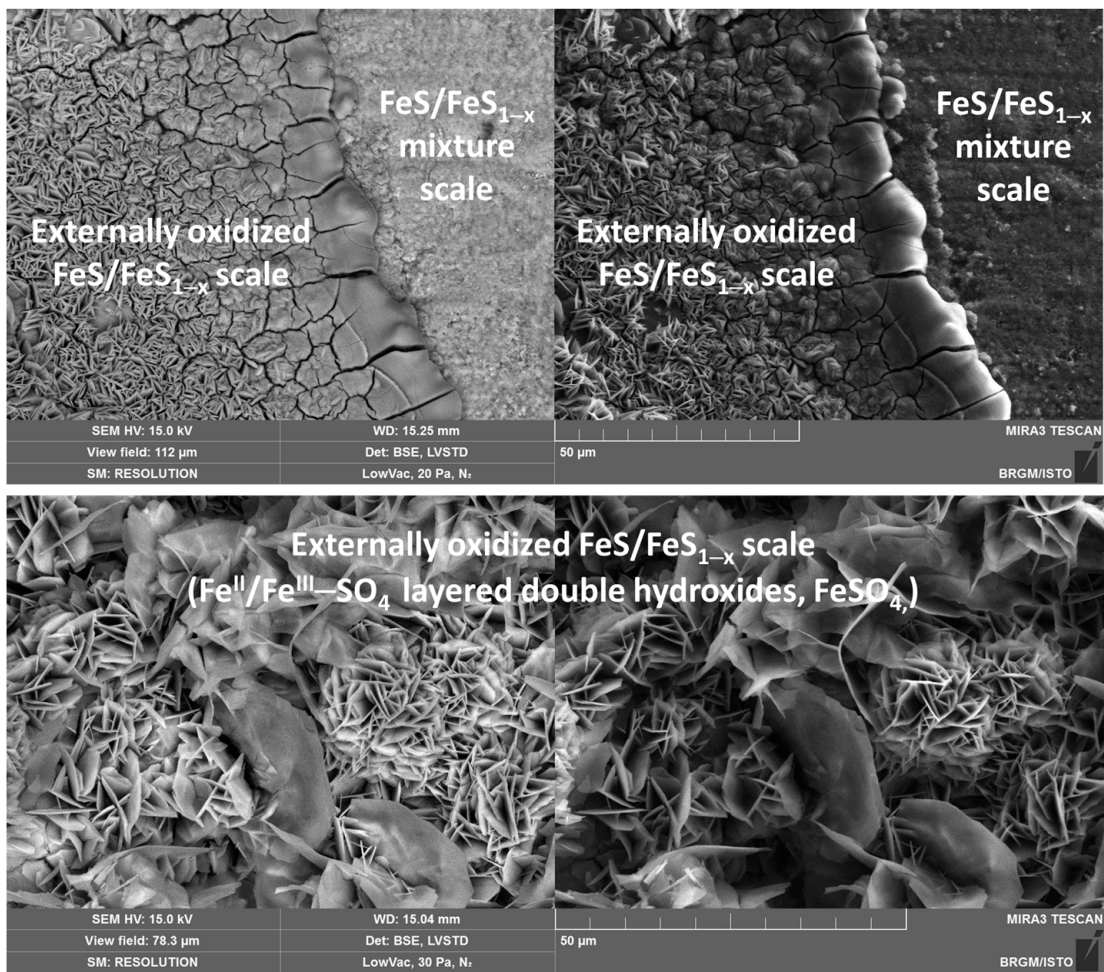 FeS/FeS₁₋ₓ
mixture
scale
Externally oxidized
FeS/FeS₁₋ₓ scale
FeS/FeS₁₋ₓ
mixture
scale
Externally oxidized
FeS/FeS₁₋ₓ scale
SEM HV: 15.0 kV WD: 15.25 mm
View field: 112 µm Det: BSE, LVSTD 50 µm MIRA3 TESCAN
SM: RESOLUTION LowVac, 20 Pa, N₂ BRGM/ISTO
Externally oxidized FeS/FeS₁₋ₓ scale
(Feᴵᴵ/Feᴵᴵᴵ–SO₄ layered double hydroxides, FeSO₄,)
SEM HV: 15.0 kV WD: 15.04 mm MIRA3 TESCAN
View field: 78.3 µm Det: BSE, LVSTD 50 µm
SM: RESOLUTION LowVac, 30 Pa, N₂ BRGM/ISTO